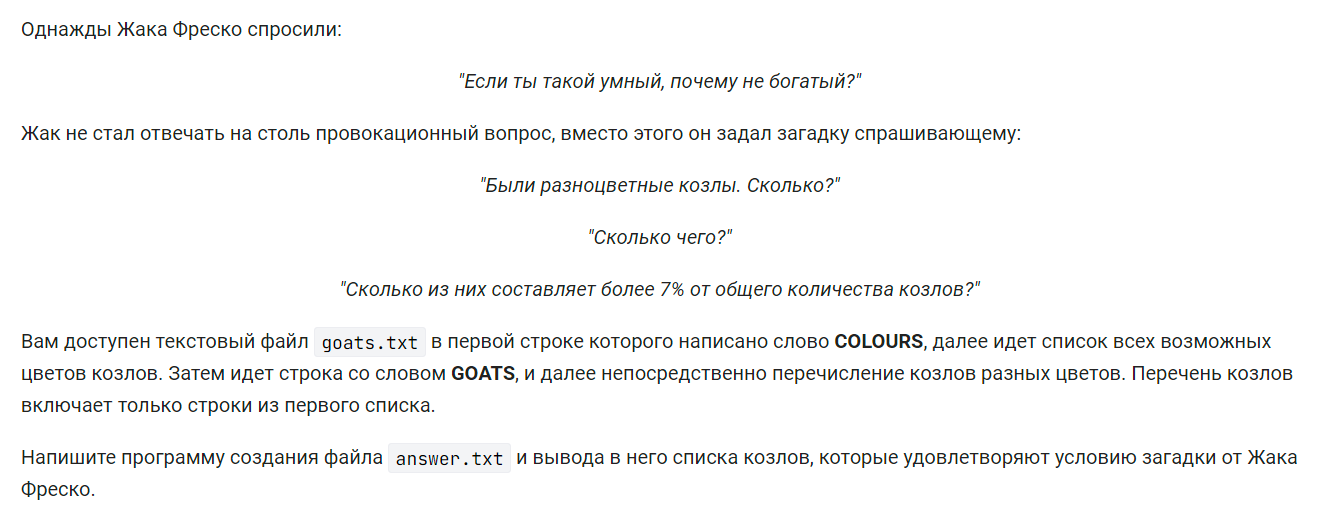 Однажды Жака Фреско спросили:
"Если ты такой умный, почему не богатый?"
Жак не стал отвечать на столь провокационный вопрос, вместо этого он задал загадку спрашивающему:
"Были разноцветные козлы. Сколько?"
"Сколько чего?"
"Сколько из них составляет более 7% от общего количества козлов?"
Вам доступен текстовый файл goats.txt в первой строке которого написано слово COLOURS, далее идет список всех возможных
цветов козлов. Затем идет строка со словом GOATS, и далее непосредственно перечисление козлов разных цветов. Перечень козлов
включает только строки из первого списка.
Напишите программу создания файла answer.txt и вывода в него списка козлов, которые удовлетворяют условию загадки от Жака
Фреско.